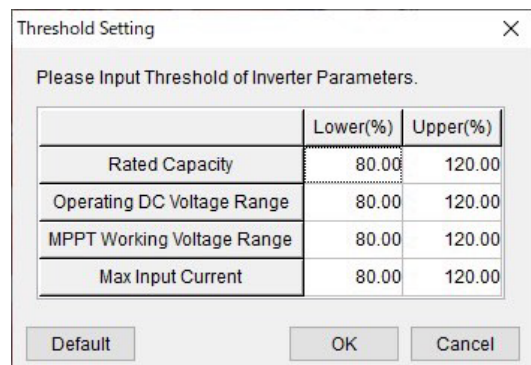 Threshold Setting
Please Input Threshold of Inverter Parameters.
Lower(%) Upper(%)
Rated Capacity 80.00 120.00
Operating DC Voltage Range 80.00 120.00
MPPT Working Voltage Range 80.00 120.00
Max Input Current 80.00 120.00
Default OK Cancel